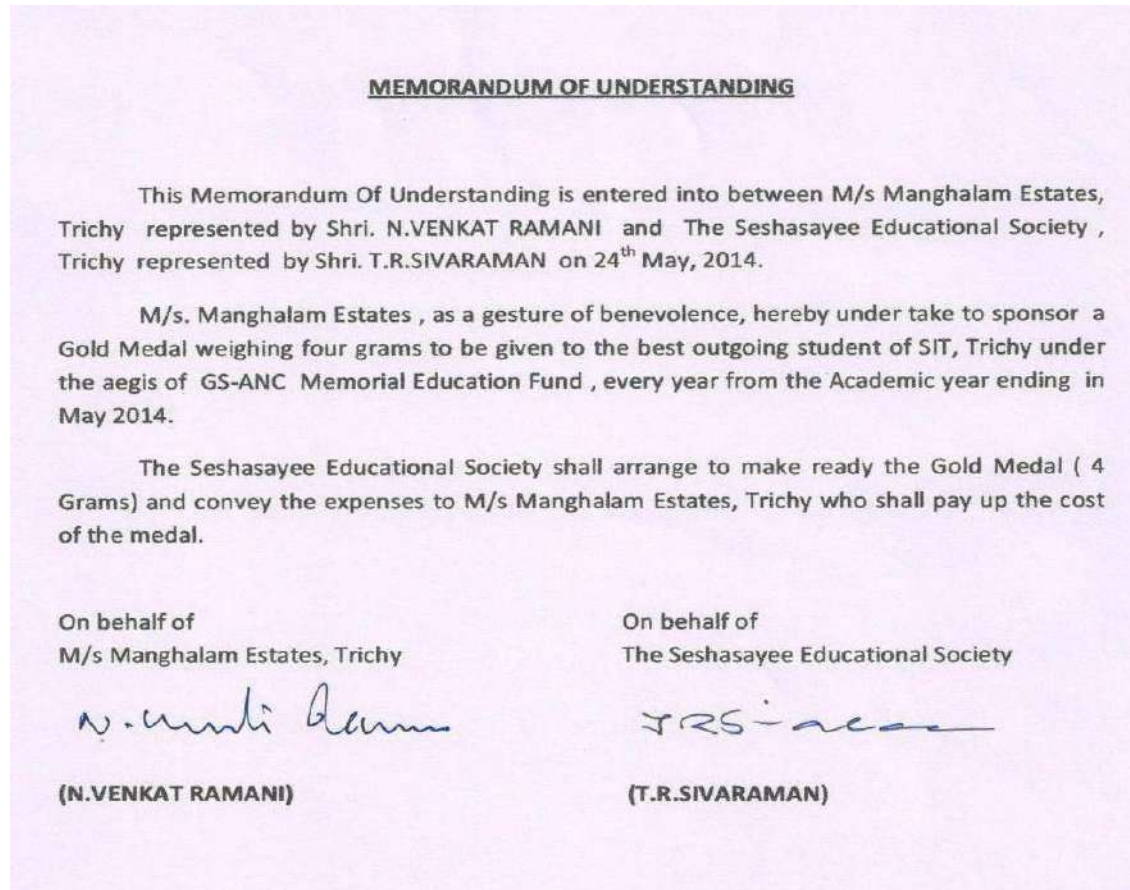 MEMORANDUM OF UNDERSTANDING
This Memorandum Of Understanding is entered into between M/s Manghalam Estates,
Trichy represented by Shri. N.VENKAT RAMANI and The Seshasayee Educational Society ,
Trichy represented by Shri. T.R.SIVARAMAN on 24th May, 2014.
M/s. Manghalam Estates , as a gesture of benevolence, hereby under take to sponsor a
Gold Medal weighing four grams to be given to the best outgoing student of SIT, Trichy under
the aegis of GS-ANC Memorial Education Fund , every year from the Academic year ending in
May 2014.
The Seshasayee Educational Society shall arrange to make ready the Gold Medal ( 4
Grams) and convey the expenses to M/s Manghalam Estates, Trichy who shall pay up the cost
of the medal.
On behalf of
M/s Manghalam Estates, Trichy
(N.VENKAT RAMANI)
On behalf of
The Seshasayee Educational Society
(T.R.SIVARAMAN)